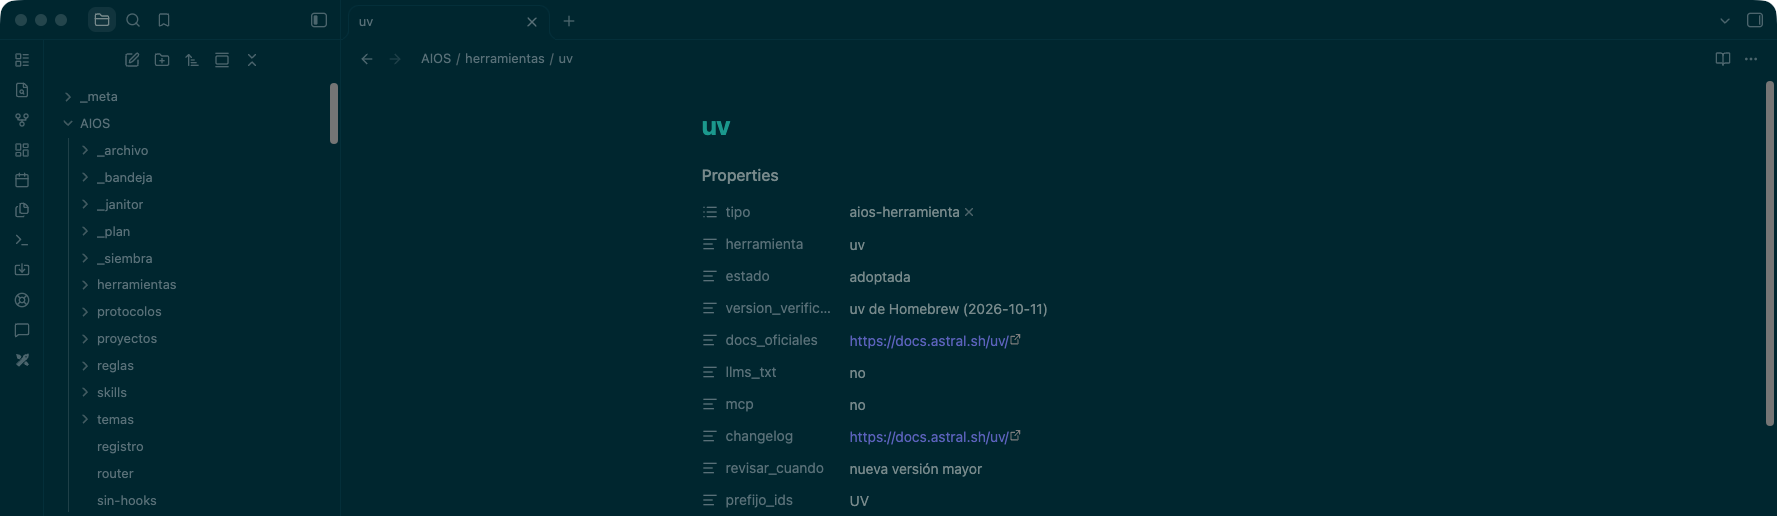 uv
AIOS / herramientas / uv
_meta
AIOS
_archivo
_bandeja
_janitor
_plan
_siembra
herramientas
protocolos
proyectos
reglas
skills
temas
registro
router
sin-hooks
uv
Properties
tipo aios-herramienta
herramienta uv
estado adoptada
version_verific... uv de Homebrew (2026-10-11)
docs_oficiales https://docs.astral.sh/uv/
llms_txt no
mcp no
changelog https://docs.astral.sh/uv/
revisar_cuando nueva versión mayor
prefijo_ids UV